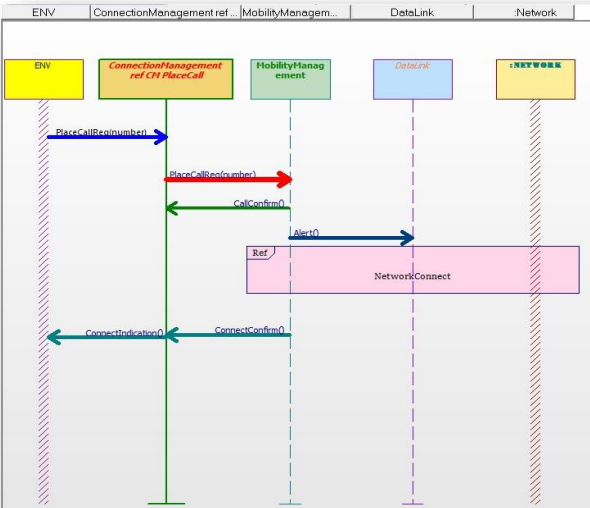 ENV ConnectionManagement ref ... MobilityManagem... DataLink :Network
ENV
ConnectionManagement
ref CM PlaceCall
MobilityManag
ement
DataLink
:NETWORK
PlaceCallReq(number)
PlaceCallReq(number)
CallConfirm()
Alert()
Ref
NetworkConnect
ConnectIndication()
ConnectConfirm()